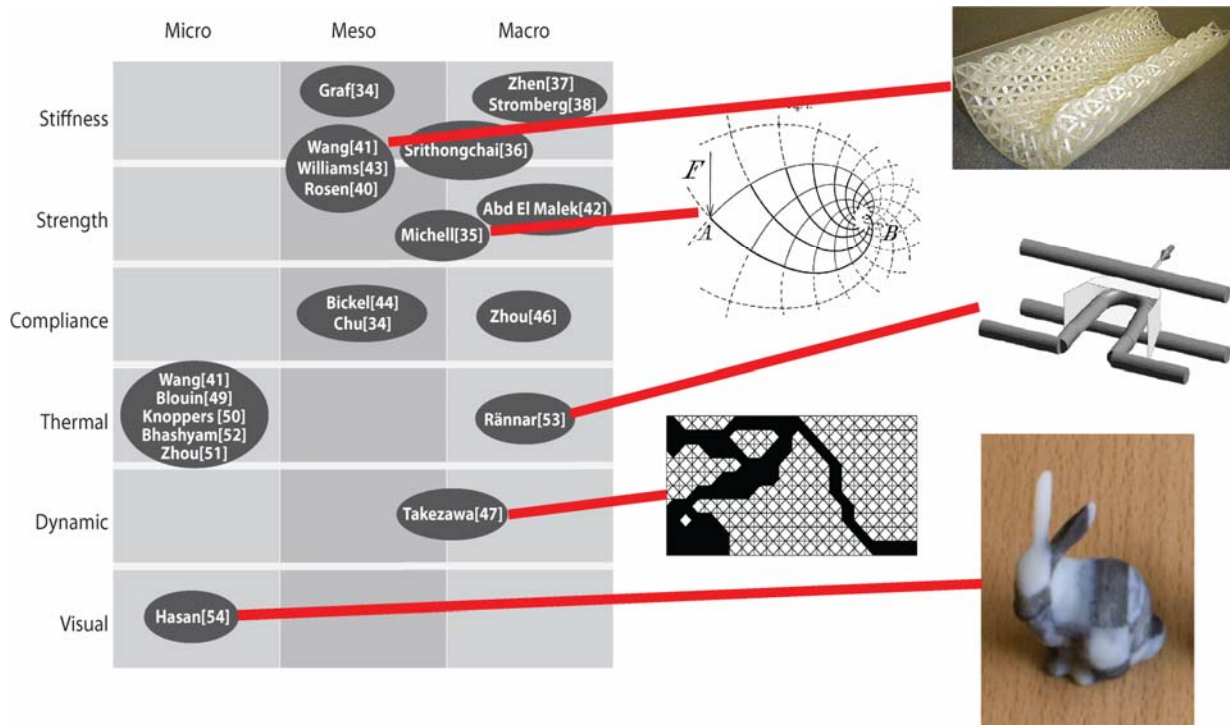 Micro
Meso
Macro
Stiffness
Graf[34]
Zhen[37]
Stromberg[38]
Wang[41]
Williams[43]
Rosen[40]
Srithongchai[36]
Strength
Abd El Malek[42]
Michell[35]
F
A
B
Compliance
Bickel[44]
Chu[34]
Zhou[46]
Thermal
Wang[41]
Blouin[49]
Knoppers [50]
Bhashyam[52]
Zhou[51]
Rännar[53]
Dynamic
Takezawa[47]
Visual
Hasan[54]